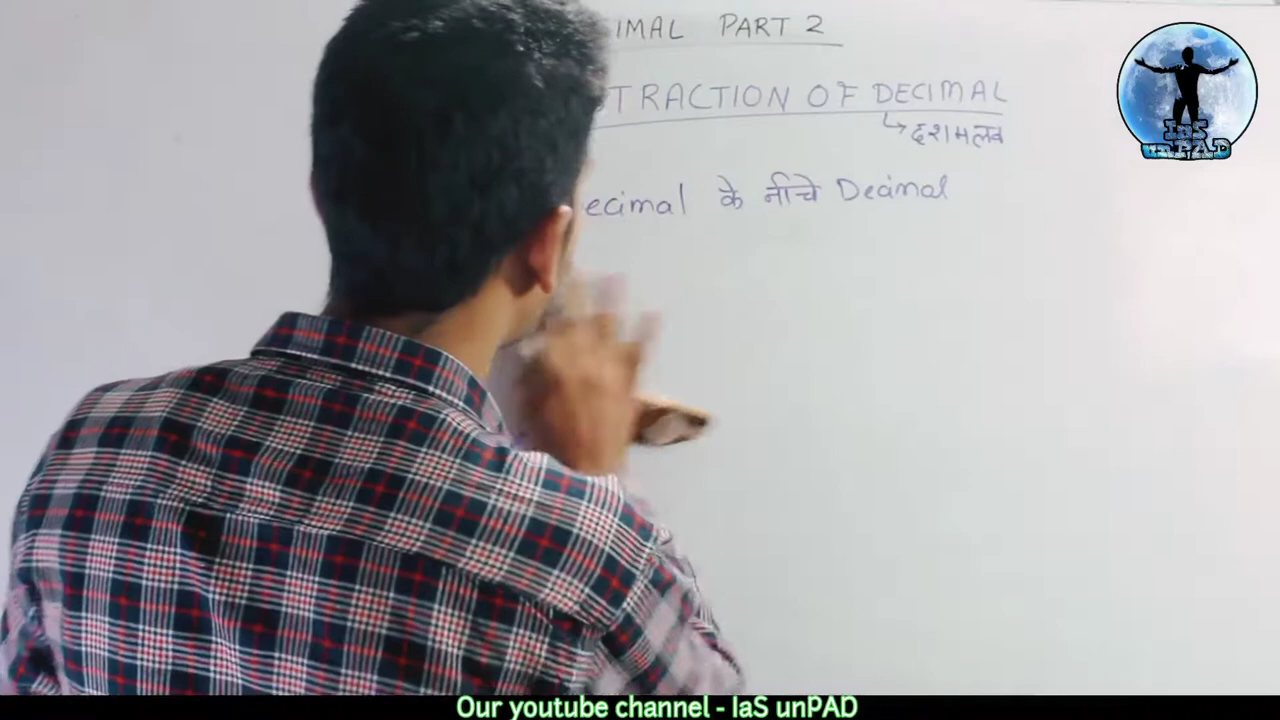 IMAL PART 2
TRACTION OF DECIMAL
↳ दशमलव
ecimal के नीचे Decimal
IaS
unPAD
Our youtube channel - IaS unPAD